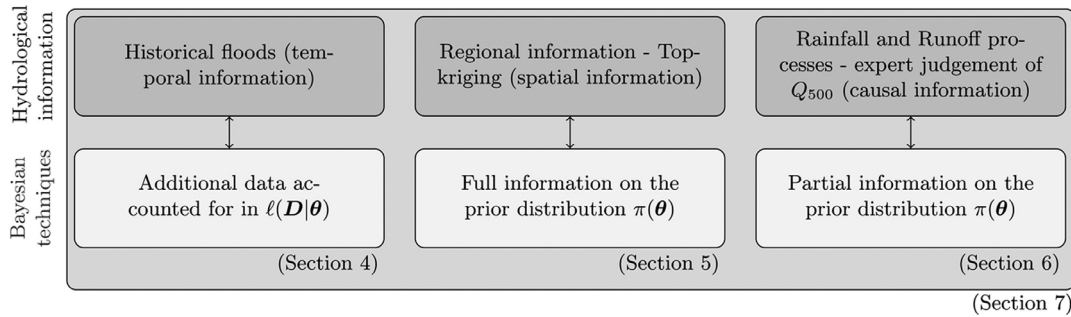 Hydrological
information
Historical floods (tem-
poral information)
Regional information - Top-
kriging (spatial information)
Rainfall and Runoff pro-
cesses - expert judgement of
Q500 (causal information)
Bayesian
techniques
Additional data ac-
counted for in ℓ(D|θ)
Full information on the
prior distribution π(θ)
Partial information on the
prior distribution π(θ)
(Section 4)
(Section 5)
(Section 6)
(Section 7)